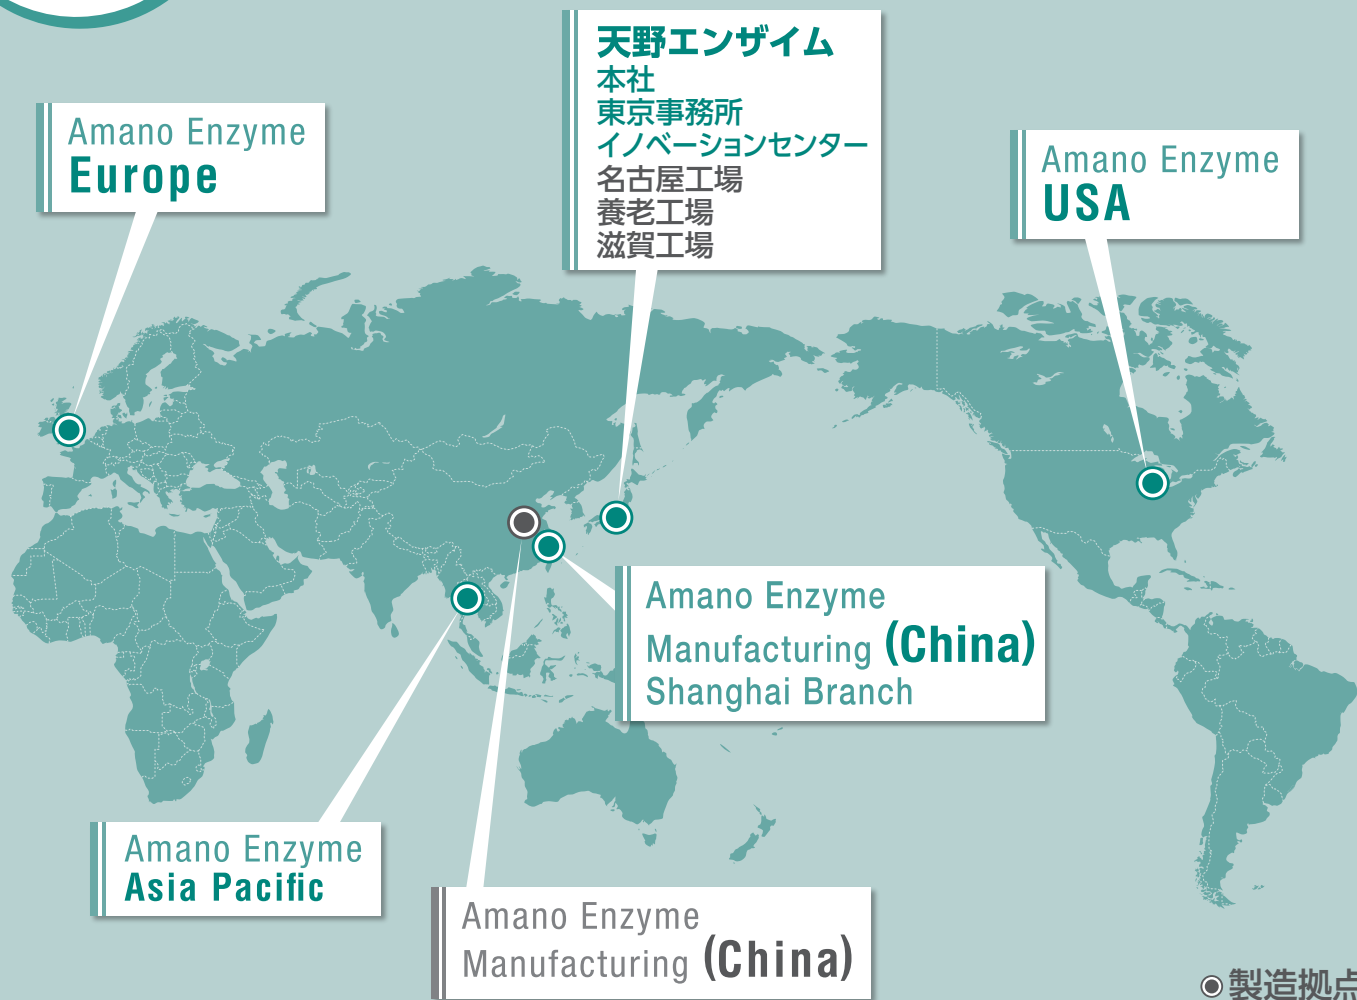 天野エンザイム
本社
東京事務所
イノベーションセンター
名古屋工場
養老工場
滋賀工場
Amano Enzyme
Europe
Amano Enzyme
USA
Amano Enzyme
Manufacturing (China)
Shanghai Branch
Amano Enzyme
Asia Pacific
Amano Enzyme
Manufacturing (China)
製造拠点